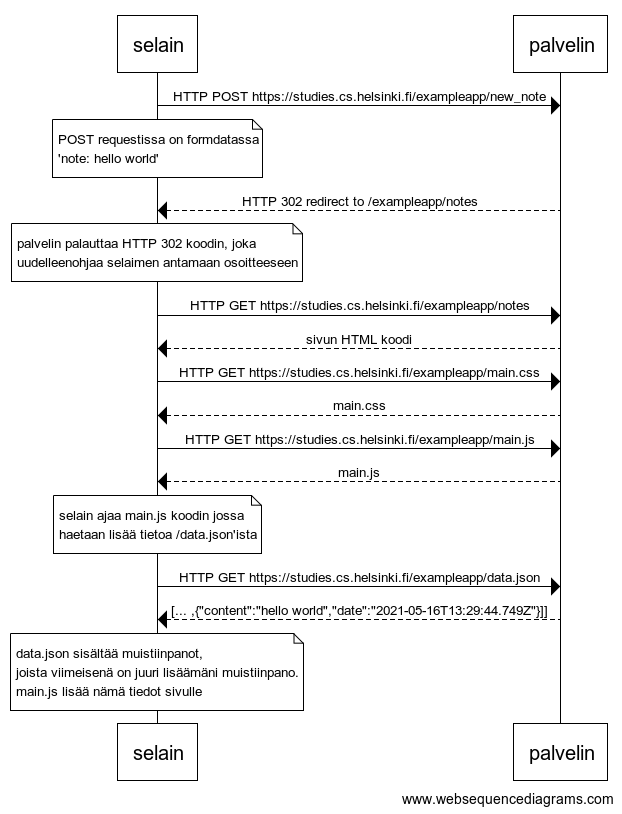 selain
palvelin
HTTP POST https://studies.cs.helsinki.fi/exampleapp/new_note
POST requestissa on formdatassa
'note: hello world'
HTTP 302 redirect to /exampleapp/notes
palvelin palauttaa HTTP 302 koodin, joka
uudelleenohjaa selaimen antamaan osoitteeseen
HTTP GET https://studies.cs.helsinki.fi/exampleapp/notes
sivun HTML koodi
HTTP GET https://studies.cs.helsinki.fi/exampleapp/main.css
main.css
HTTP GET https://studies.cs.helsinki.fi/exampleapp/main.js
main.js
selain ajaa main.js koodin jossa
haetaan lisää tietoa /data.json'ista
HTTP GET https://studies.cs.helsinki.fi/exampleapp/data.json
[... ,{"content":"hello world","date":"2021-05-16T13:29:44.749Z"}]]
data.json sisältää muistiinpanot,
joista viimeisenä on juuri lisäämäni muistiinpano.
main.js lisää nämä tiedot sivulle
selain
palvelin
www.websequencediagrams.com